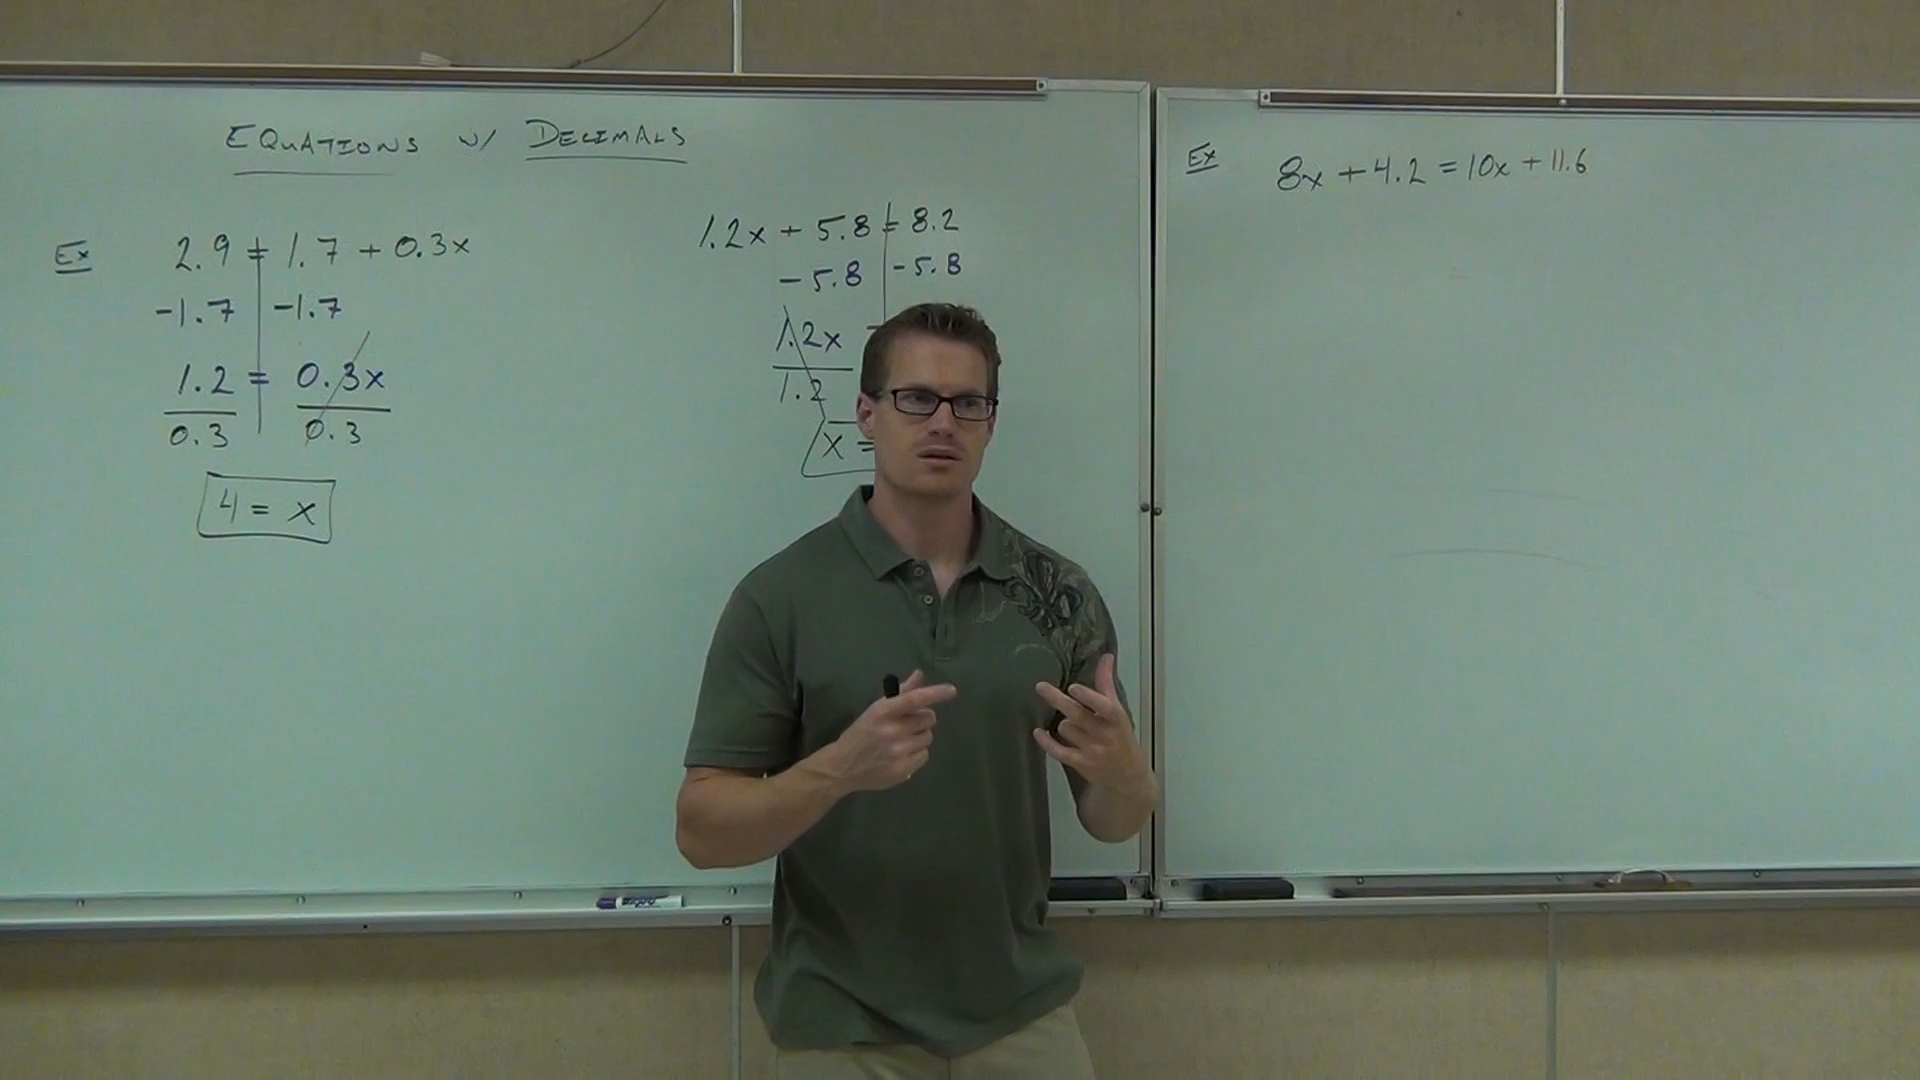 EQUATIONS W/ DECIMALS
Ex 2.9 = 1.7 + 0.3x
-1.7 -1.7
1.2 = 0.3x
0.3 0.3
4 = x
1.2x + 5.8 = 8.2
-5.8 -5.8
1.2x
1.2
x =
Ex 8x + 4.2 = 10x + 11.6
EXPO